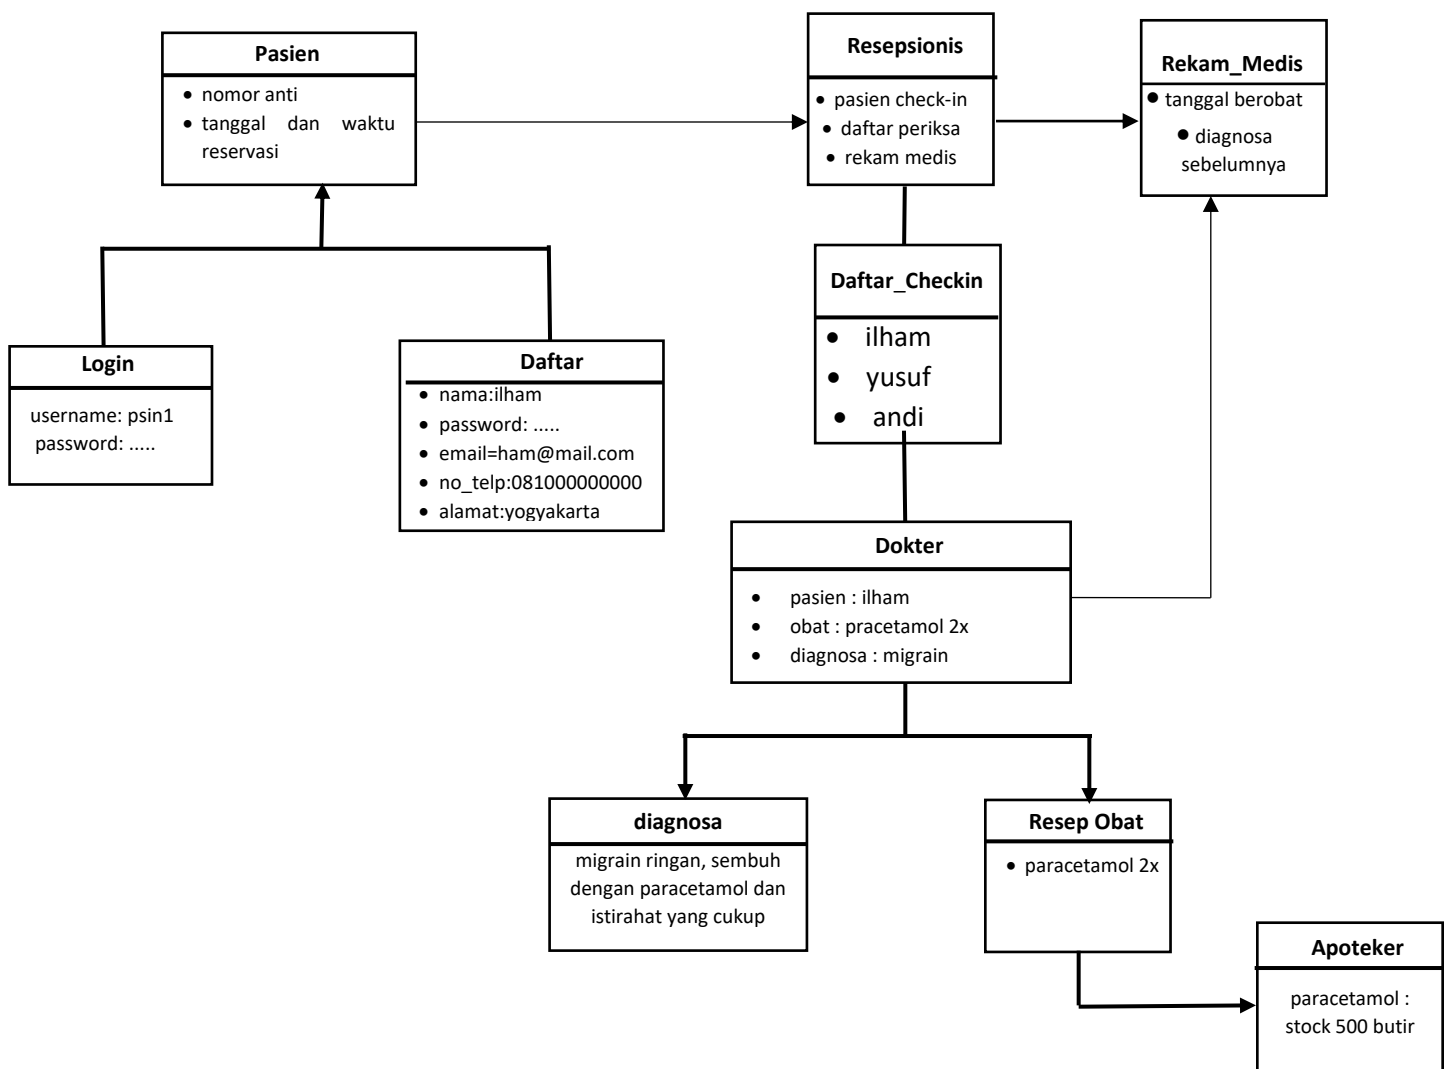 Pasien
• nomor anti
• tanggal dan waktu
reservasi
Resepsionis
• pasien check-in
• daftar periksa
• rekam medis
Rekam_Medis
• tanggal berobat
• diagnosa
sebelumnya
Daftar_Checkin
• ilham
• yusuf
• andi
Login
username: psin1
password: .....
Daftar
• nama:ilham
• password: .....
• email=ham@mail.com
• no_telp:081000000000
• alamat:yogyakarta
Dokter
• pasien : ilham
• obat : pracetamol 2x
• diagnosa : migrain
diagnosa
migrain ringan, sembuh
dengan paracetamol dan
istirahat yang cukup
Resep Obat
• paracetamol 2x
Apoteker
paracetamol :
stock 500 butir